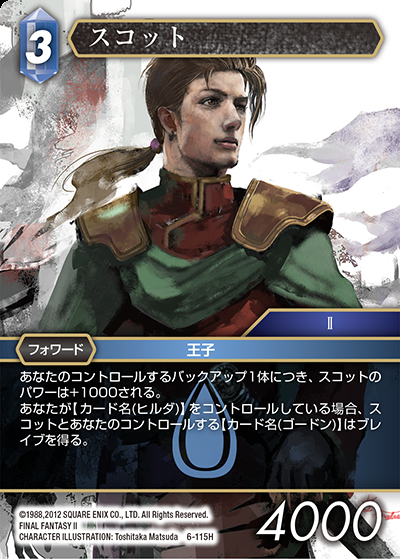 3
スコット
Ⅱ
フォワード
王子
あなたのコントロールするバックアップ1体につき、スコットの
パワーは+1000される。
あなたが【カード名(ヒルダ)】をコントロールしている場合、ス
コットとあなたのコントロールする【カード名(ゴードン)】はブレ
イブを得る。
©1988,2012 SQUARE ENIX CO., LTD. All Rights Reserved.
FINAL FANTASY II
CHARACTER ILLUSTRATION: Toshitaka Matsuda
6-115H
4000